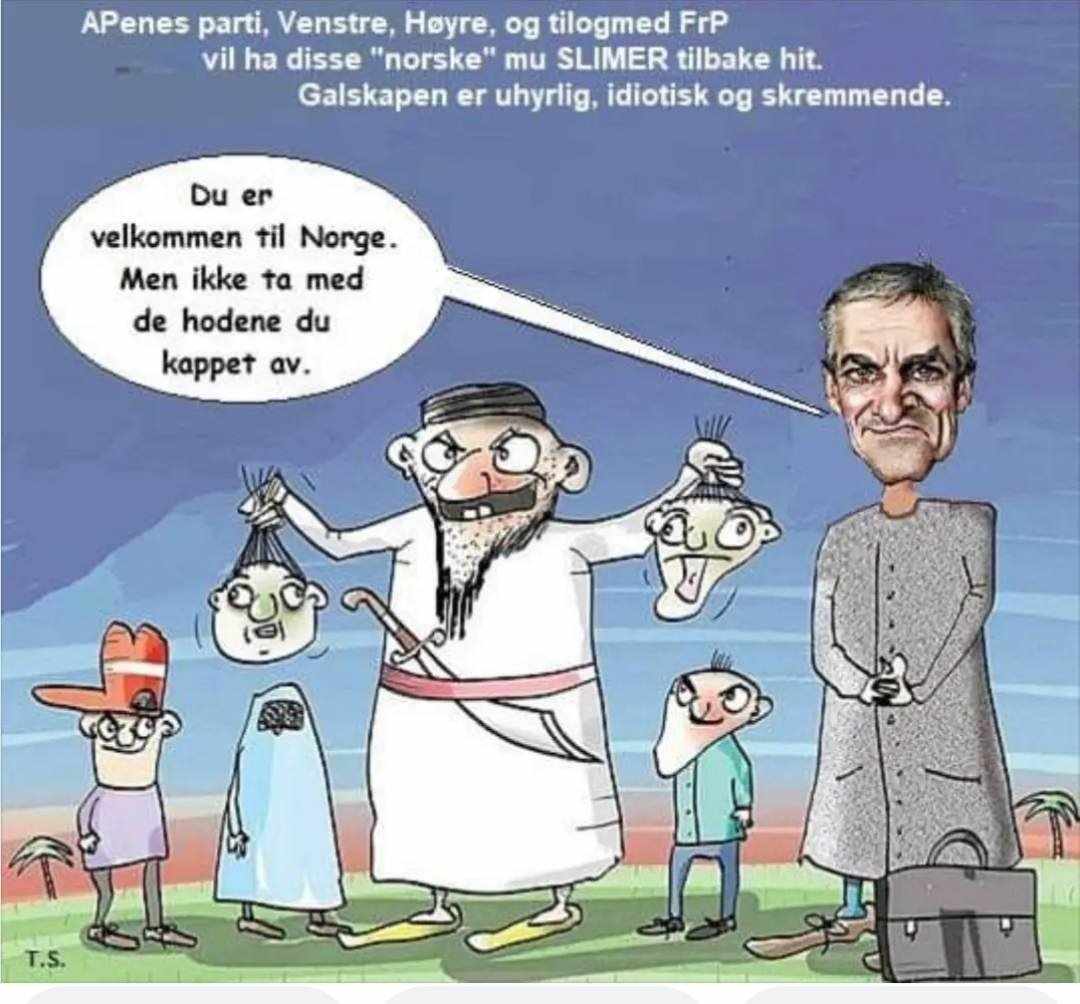 APenes parti, Venstre, Høyre, og tilogmed FrP
vil ha disse "norske" mu SLIMER tilbake hit.
Galskapen er uhyrlig, idiotisk og skremmende.
Du er
velkommen til Norge.
Men ikke ta med
de hodene du
kappet av.
T.S.